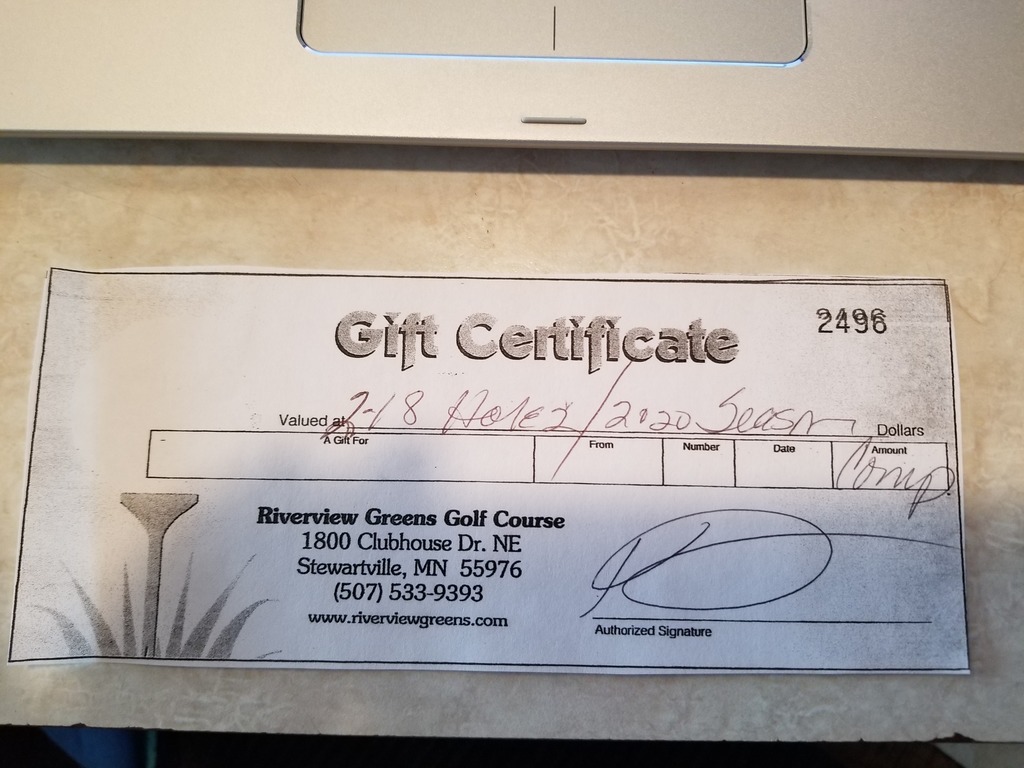 Gift Certificate
2496
Valued at 2-18 Holes/2020 Season Dollars
A Gift For From Number Date Amount
Comp
Riverview Greens Golf Course
1800 Clubhouse Dr. NE
Stewartville, MN 55976
(507) 533-9393
www.riverviewgreens.com
Authorized Signature